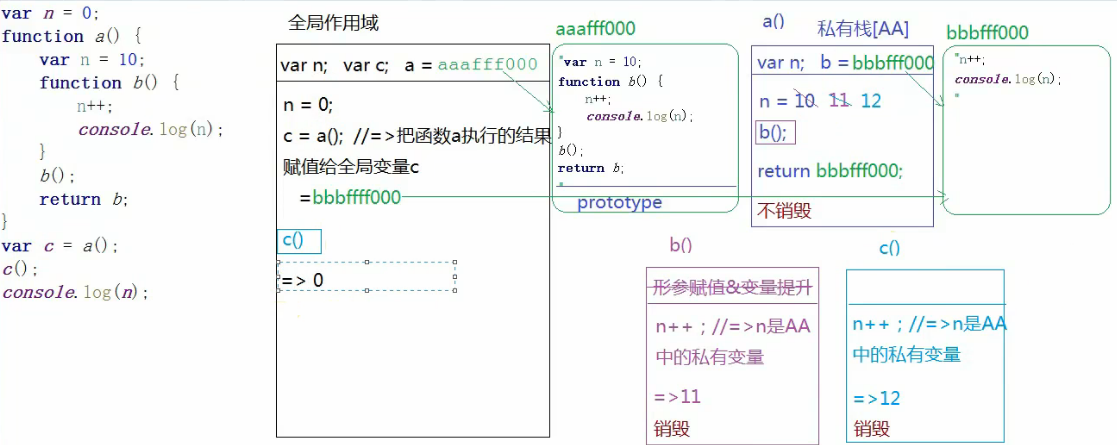 var n = 0;
function a() {
var n = 10;
function b() {
n++;
console.log(n);
}
b();
return b;
}
var c = a();
c();
console.log(n);
全局作用域
var n; var c; a = aaafff000
n = 0;
c = a(); //=>把函数a执行的结果
赋值给全局变量c
=bbbffff000
c()
=> 0
aaafff000
"var n = 10;
function b() {
n++;
console.log(n);
}
b();
return b;
"
prototype
a() 私有栈[AA]
var n; b = bbbfff000
n = 10 11 12
b();
return bbbfff000;
不销毁
bbbfff000
"n++;
console.log(n);
"
b()
形参赋值&变量提升
n++ ; //=>n是AA
中的私有变量
=>11
销毁
c()
n++ ; //=>n是AA
中的私有变量
=>12
销毁